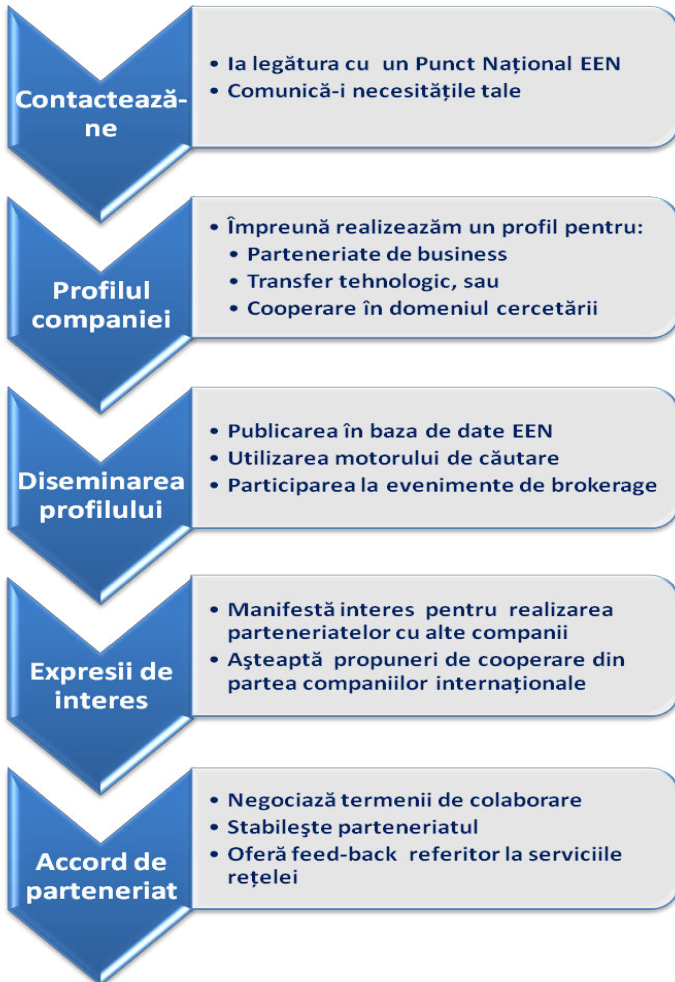 Contactează-
ne
• Ia legătura cu un Punct Național EEN
• Comunică-i necesitățile tale
Profilul
companiei
• Împreună realizeazăm un profil pentru:
• Parteneriate de business
• Transfer tehnologic, sau
• Cooperare în domeniul cercetării
Diseminarea
profilului
• Publicarea în baza de date EEN
• Utilizarea motorului de căutare
• Participarea la evenimente de brokerage
Expresii de
interes
• Manifestă interes pentru realizarea
parteneriatelor cu alte companii
• Așteaptă propuneri de cooperare din
partea companiilor internaționale
Accord de
parteneriat
• Negociază termenii de colaborare
• Stabilește parteneriatul
• Oferă feed-back referitor la serviciile
rețelei